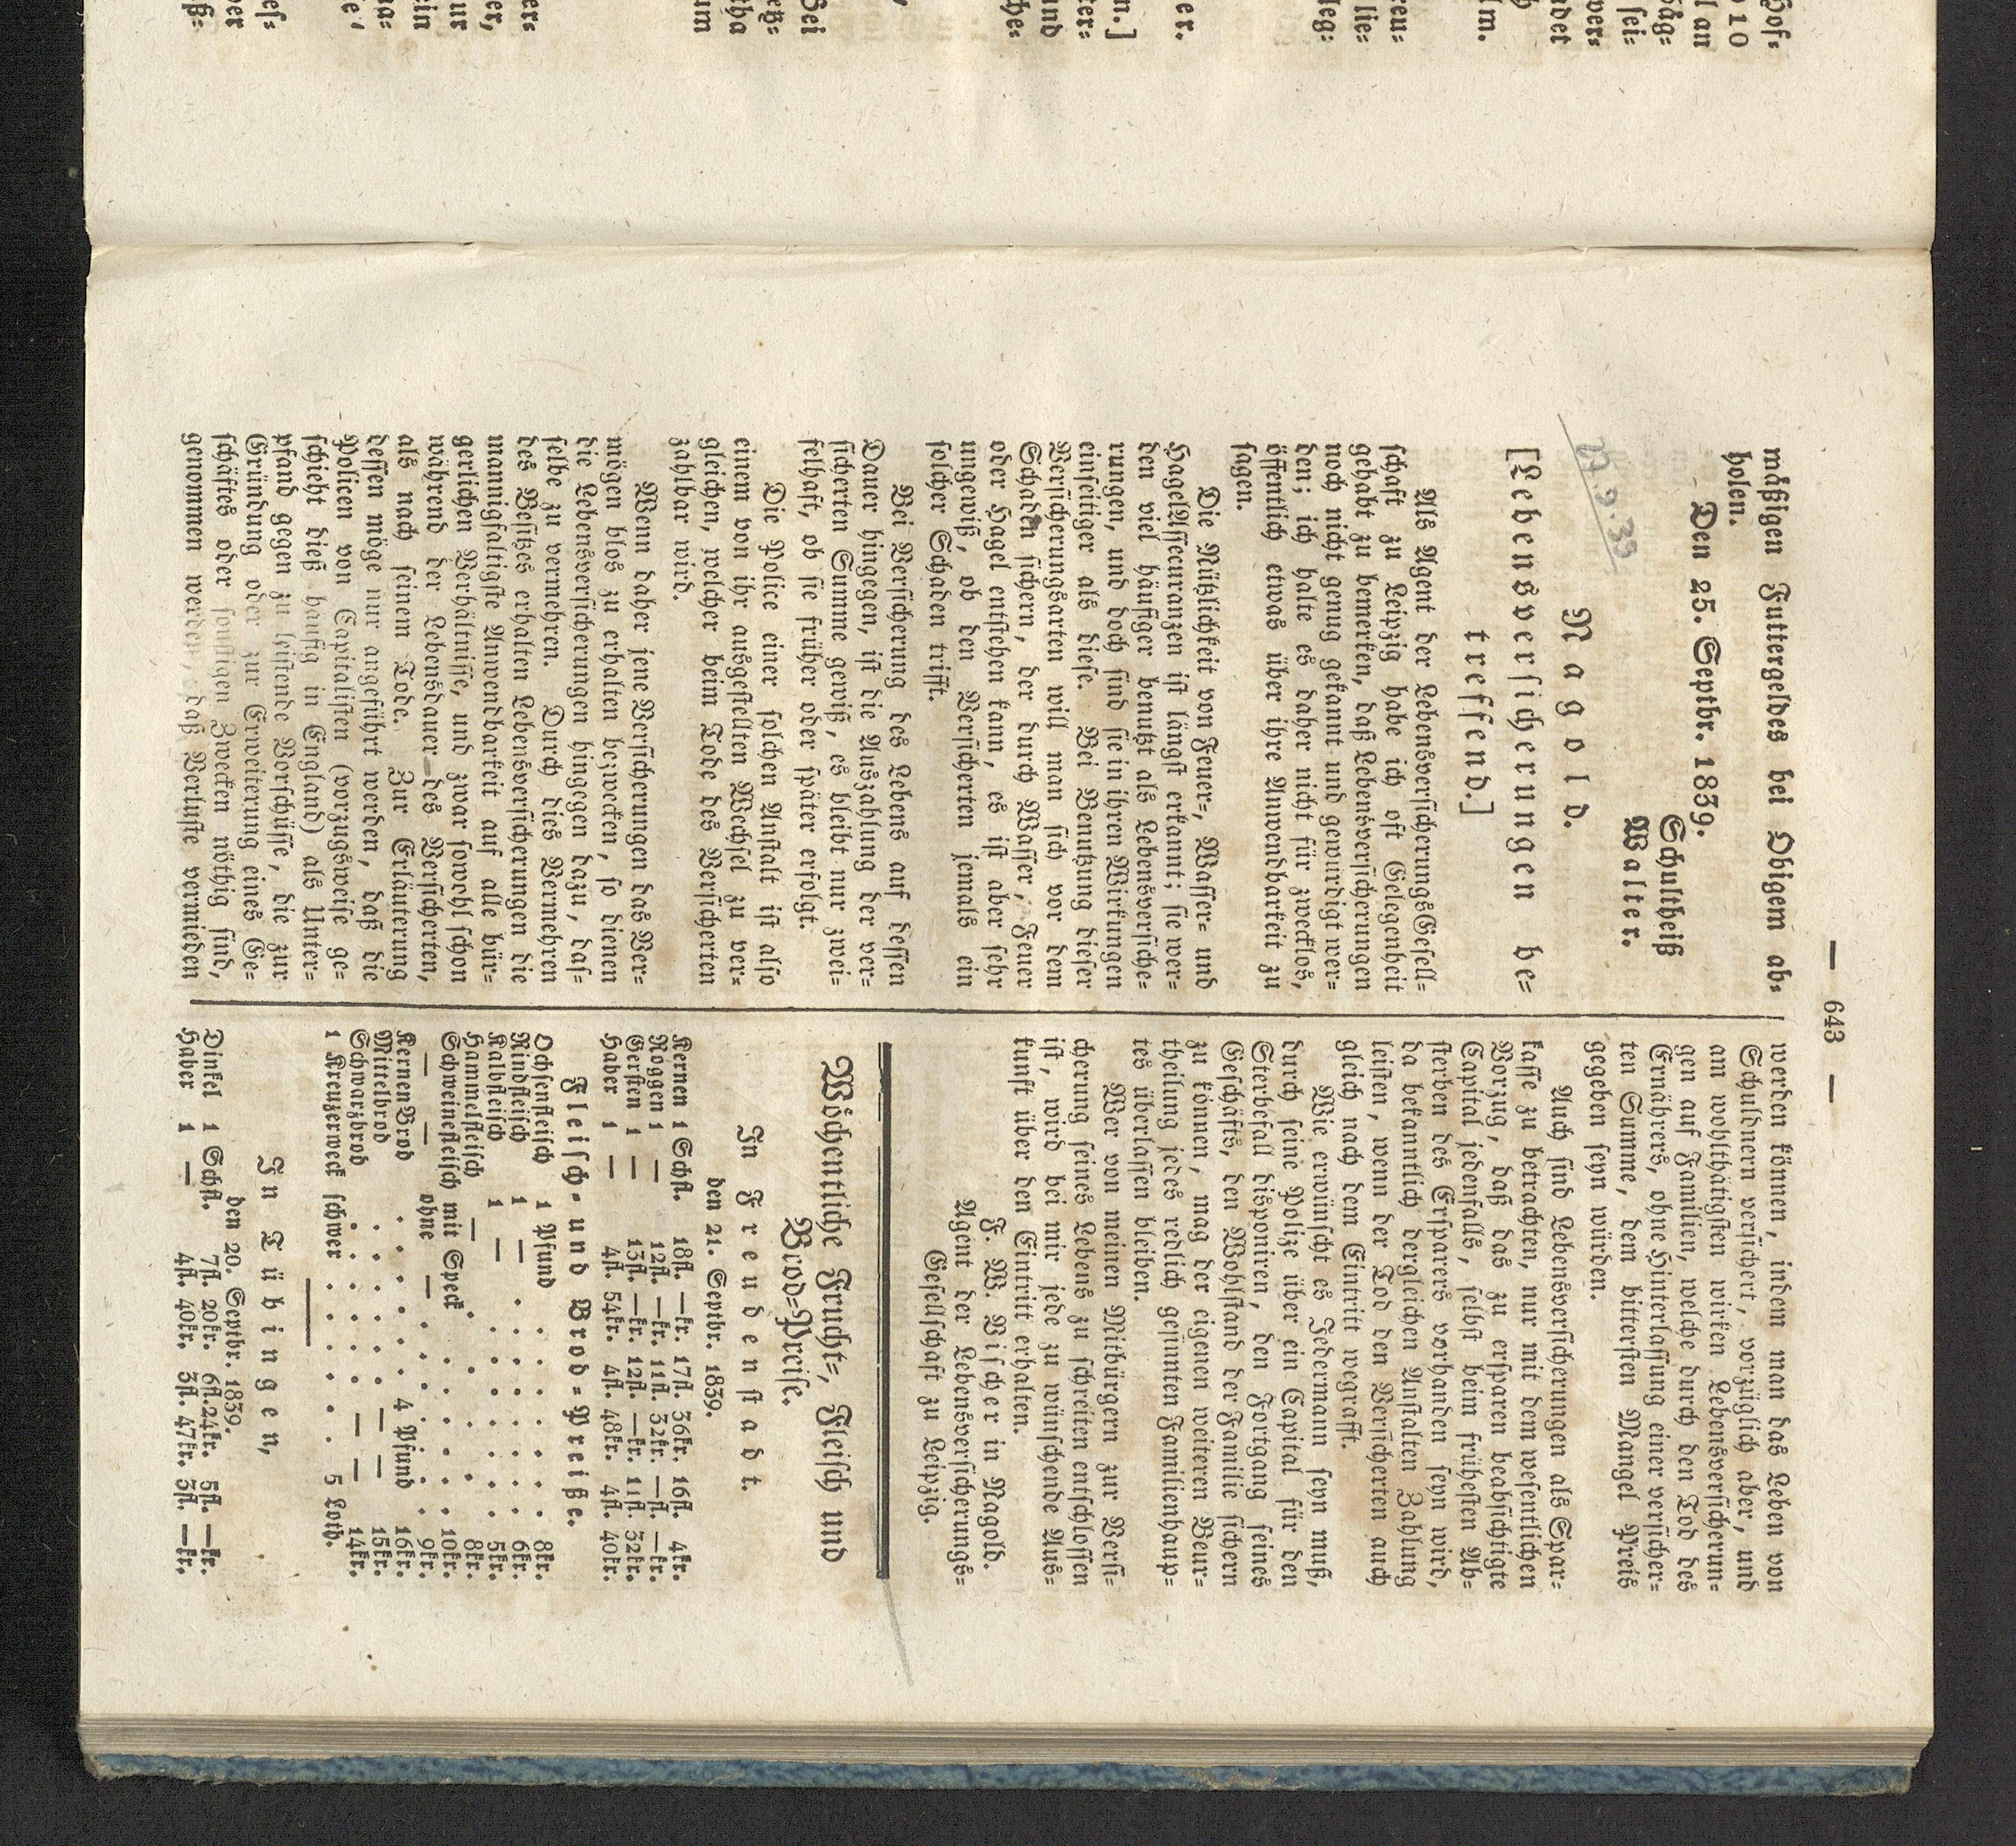 — 643 —
mäßigen Futtergeldes bei Obigem ab-
holen.
Den 25. Septbr. 1839.
Schultheiß
Walter.
Nagold.
[Lebensversicherungen be-
treffend.]
Als Agent der LebensversicherungsGesell-
schaft zu Leipzig habe ich oft Gelegenheit
gehabt zu bemerken, daß Lebensversicherungen
noch nicht genug gekannt und gewürdigt wer-
den; ich halte es daher nicht für zwecklos,
öffentlich etwas über ihre Anwendbarkeit zu
sagen.
Die Nützlichkeit von Feuer-, Wasser- und
HagelAssecuranzen ist längst erkannt; sie wer-
den viel häufiger benutzt als Lebensversiche-
rungen, und doch sind sie in ihren Wirkungen
einseitiger als diese. Bei Benutzung dieser
Versicherungsarten will man sich vor dem
Schaden sichern, der durch Wasser, Feuer
oder Hagel entstehen kann, es ist aber sehr
ungewiß, ob den Versicherten jemals ein
solcher Schaden trifft.
Bei Versicherung des Lebens auf dessen
Dauer hingegen, ist die Auszahlung der ver-
sicherten Summe gewiß, es bleibt nur zwei-
felhaft, ob sie früher oder später erfolgt.
Die Police einer solchen Anstalt ist also
einem von ihr ausgestellten Wechsel zu ver-
gleichen, welcher beim Tode des Versicherten
zahlbar wird.
Wenn daher jene Versicherungen das Ver-
mögen blos zu erhalten bezwecken, so dienen
die Lebensversicherungen hingegen dazu, das-
selbe zu vermehren. Durch dies Vermehren
des Besitzes erhalten Lebensversicherungen die
mannigfaltigste Anwendbarkeit auf alle bür-
gerlichen Verhältnisse, und zwar sowohl schon
während der Lebensdauer des Versicherten,
als nach seinem Tode. Zur Erläuterung
dessen möge nur angeführt werden, daß die
Policen von Capitalisten (vorzugsweise ge-
schieht dieß häufig in England) als Unter-
pfand gegen zu leistende Vorschüsse, die zur
Gründung oder zur Erweiterung eines Ge-
schäftes oder sonstigen Zwecken nöthig sind,
genommen werden, daß Verluste vermieden
werden können, indem man das Leben von
Schuldnern versichert, vorzüglich aber, und
am wohlthätigsten wirken Lebensversicherun-
gen auf Familien, welche durch den Tod des
Ernährers, ohne Hinterlassung einer versicher-
ten Summe, dem bittersten Mangel Preis
gegeben seyn würden.
Auch sind Lebensversicherungen als Spar-
kasse zu betrachten, nur mit dem wesentlichen
Vorzug, daß das zu ersparen beabsichtigte
Capital jedenfalls, selbst beim frühesten Ab-
sterben des Ersparers vorhanden seyn wird,
da bekanntlich dergleichen Anstalten Zahlung
leisten, wenn der Tod den Versicherten auch
gleich nach dem Eintritt wegrafft.
Wie erwünscht es Jedermann seyn muß,
durch seine Polize über ein Capital für den
Sterbefall disponiren, den Fortgang seines
Geschäfts, den Wohlstand der Familie sichern
zu können, mag der eigenen weiteren Beur-
theilung jedes redlich gesinnten Familienhaup-
tes überlassen bleiben.
Wer von meinen Mitbürgern zur Versi-
cherung seines Lebens zu schreiten entschlossen
ist, wird bei mir jede zu wünschende Aus-
kunft über den Eintritt erhalten.
F. W. Vischer in Nagold.
Agent der Lebensversicherungs-
Gesellschaft zu Leipzig.
Wöchentliche Frucht-, Fleisch und
Brod-Preise.
In Freudenstadt.
den 21. Septbr. 1839.
Kernen 1 Schfl. 18fl. —kr. 17fl. 36kr. 16fl. 4kr.
Roggen 1 — 12fl. —kr. 11fl. 32kr. —fl. —kr.
Gersten 1 — 13fl. —kr. 12fl. —kr. 11fl. 32kr.
Haber 1 — 4fl. 54kr. 4fl. 48kr. 4fl. 40kr.
Fleisch- und Brod-Preiße.
Ochsenfleisch 1 Pfund . . . . . 8kr.
Rindfleisch 1 — . . . . . 6kr.
Kalbfleisch 1 — . . . . . 5kr.
Hammelfleisch — . . . . . 8kr.
Schweinefleisch mit Speck . . . . . 10kr.
— — ohne — . . . . . 9kr.
KernenBrod . . . . . 4 Pfund . 16kr.
Mittelbrod . . . . . — — 15kr.
Schwarzbrod . . . . . — — 14kr.
1 Kreuzerweck schwer . . . . . 5 Loth.
In Tübingen,
den 20. Septbr. 1839.
Dinkel 1 Schfl. 7fl. 20kr. 6fl. 24kr. 5fl. —kr.
Haber 1 — 4fl. 40kr. 3fl. 47kr. 3fl. —kr.